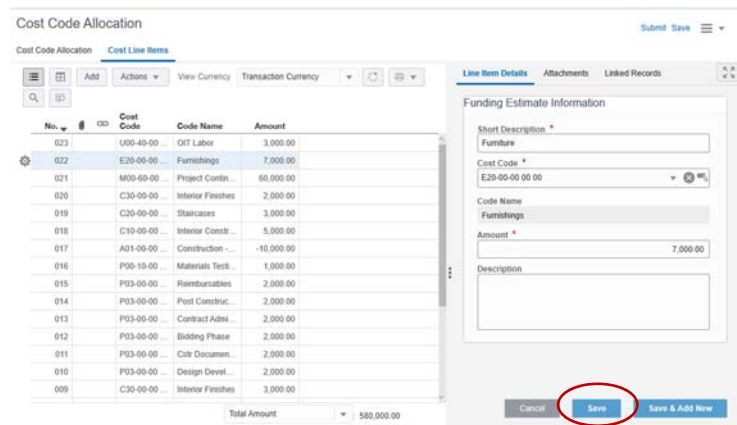 Cost Code Allocation
Submit Save
Cost Code Allocation Cost Line Items
Add Actions View Currency Transaction Currency
No. Cost Code Code Name Amount
023 U00-40-00 ... OIT Labor 3,000.00
022 E20-00-00 ... Furnishings 7,000.00
021 M00-60-00 ... Project Contin... 60,000.00
020 C30-00-00 ... Interior Finishes 2,000.00
019 C20-00-00 ... Staircases 3,000.00
018 C10-00-00 ... Interior Constr... 5,000.00
017 A01-00-00 ... Construction -... -10,000.00
016 P00-10-00 ... Materials Testi... 1,000.00
015 P03-00-00 ... Reimbursables 2,000.00
014 P03-00-00 ... Post Construc... 2,000.00
013 P03-00-00 ... Contract Admi... 2,000.00
012 P03-00-00 ... Bidding Phase 2,000.00
011 P03-00-00 ... Cstr Documen... 2,000.00
010 P03-00-00 ... Design Devel... 2,000.00
009 C30-00-00 ... Interior Finishes 3,000.00
Total Amount 580,000.00
Line Item Details Attachments Linked Records
Funding Estimate Information
Short Description *
Furniture
Cost Code *
E20-00-00 00 00
Code Name
Furnishings
Amount *
7,000.00
Description
Cancel Save Save & Add New